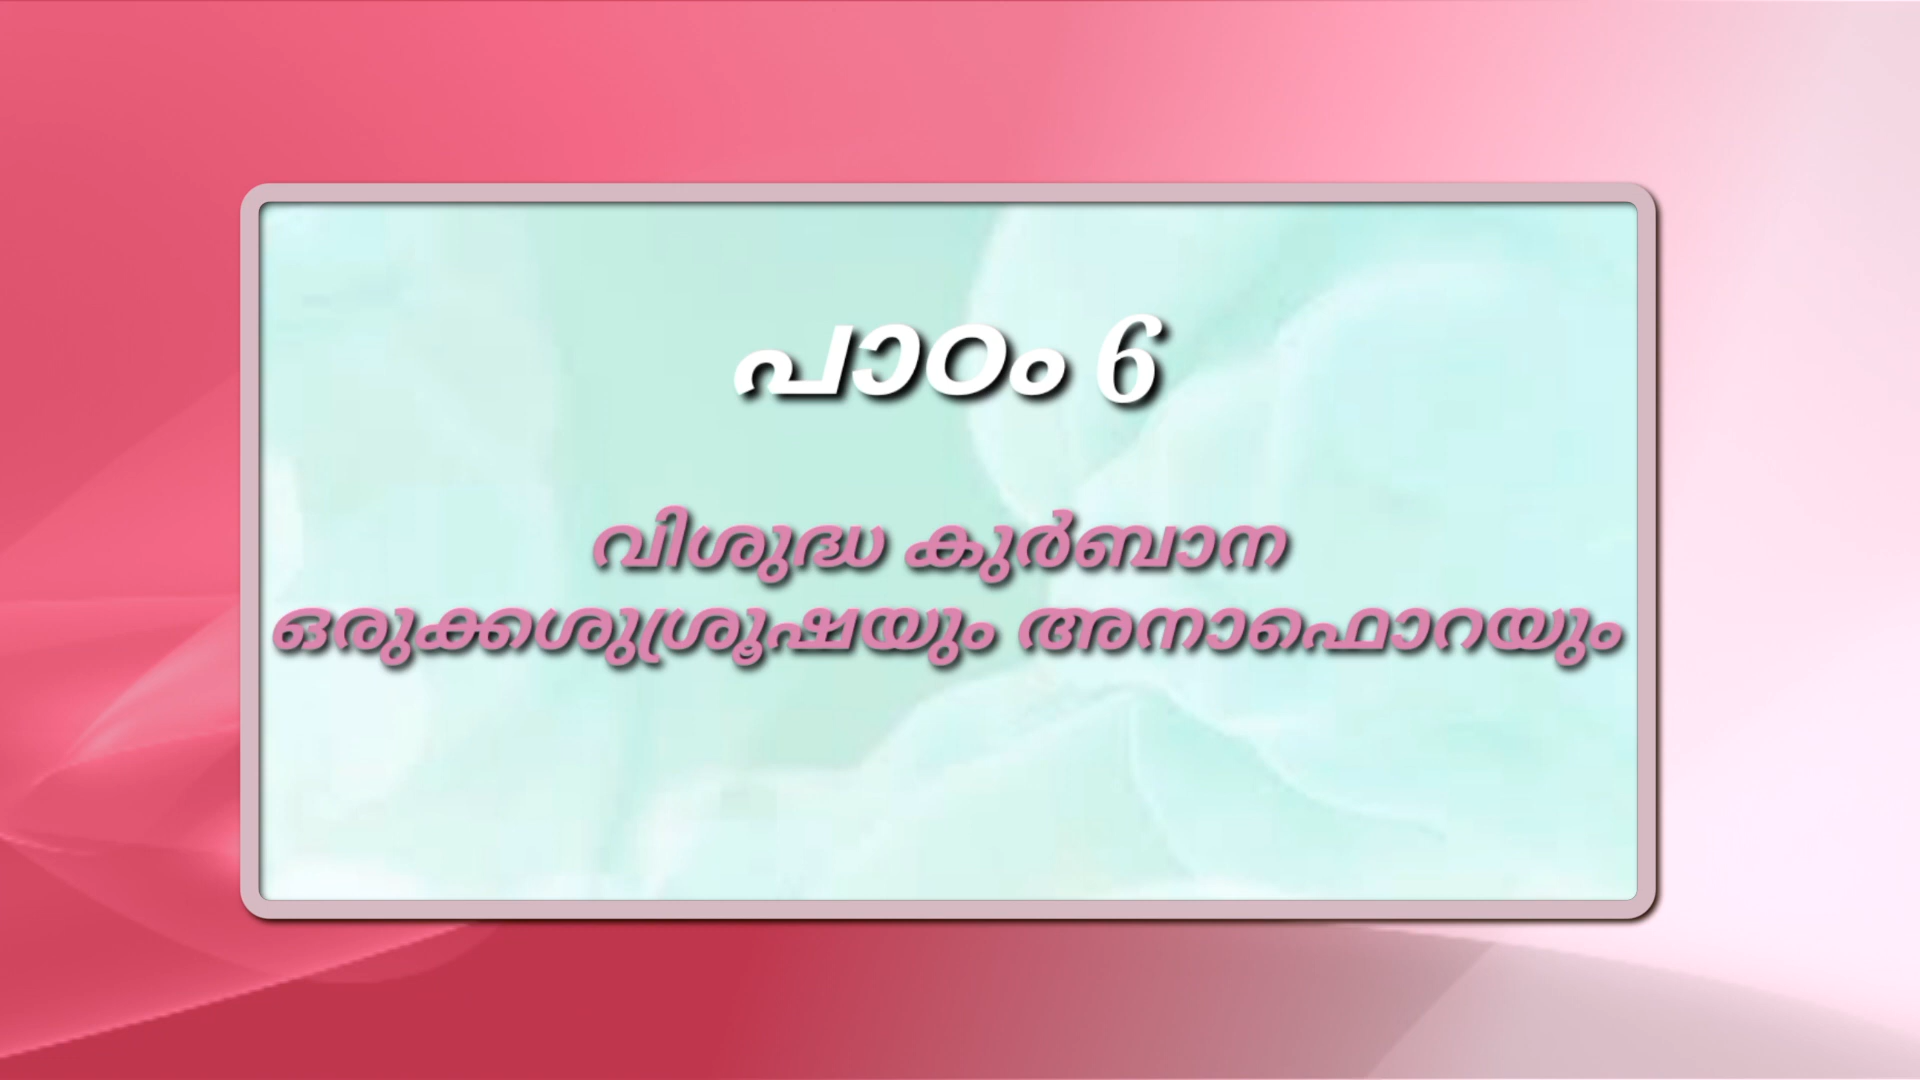 പാഠം 6
വിശുദ്ധ കുർബാന
ഒരുക്കശുശ്രൂഷയും അനാഫൊറയും